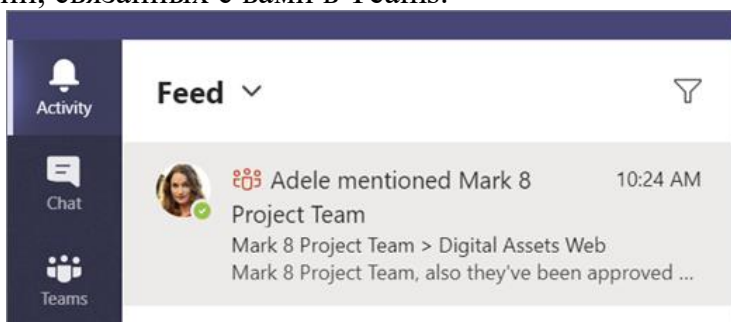 связанных с вами в Teams.
Activity
Feed
Chat
Adele mentioned Mark 8
10:24 AM
Project Team
Mark 8 Project Team > Digital Assets Web
Mark 8 Project Team, also they've been approved ...
Teams